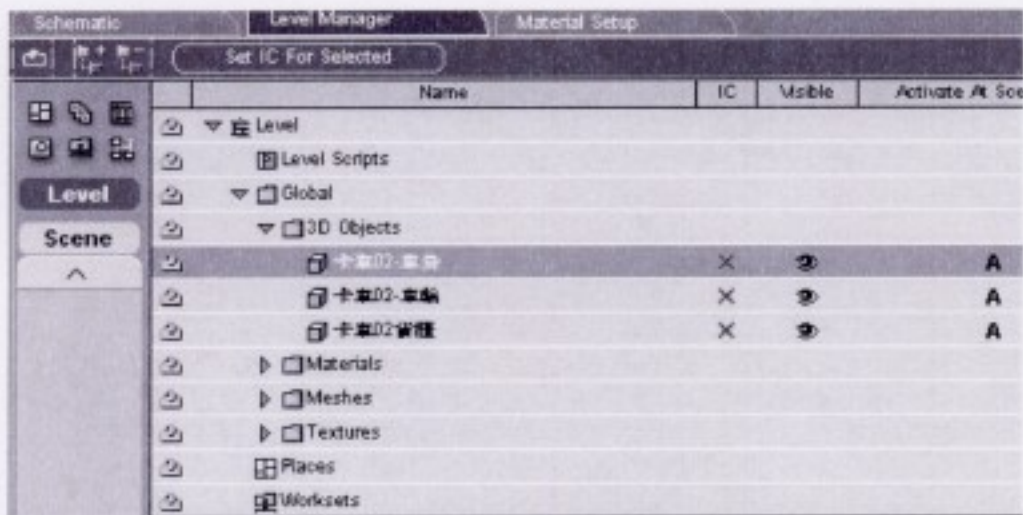 Schematic Level Manager Material Setup
Set IC For Selected
Name IC Visible Activate At Sce
Level
Level Scripts
Level
Global
Scene
3D Objects
卡車02-車身 X A
卡車02-車輪 X A
卡車02貨櫃 X A
Materials
Meshes
Textures
Places
Worksets